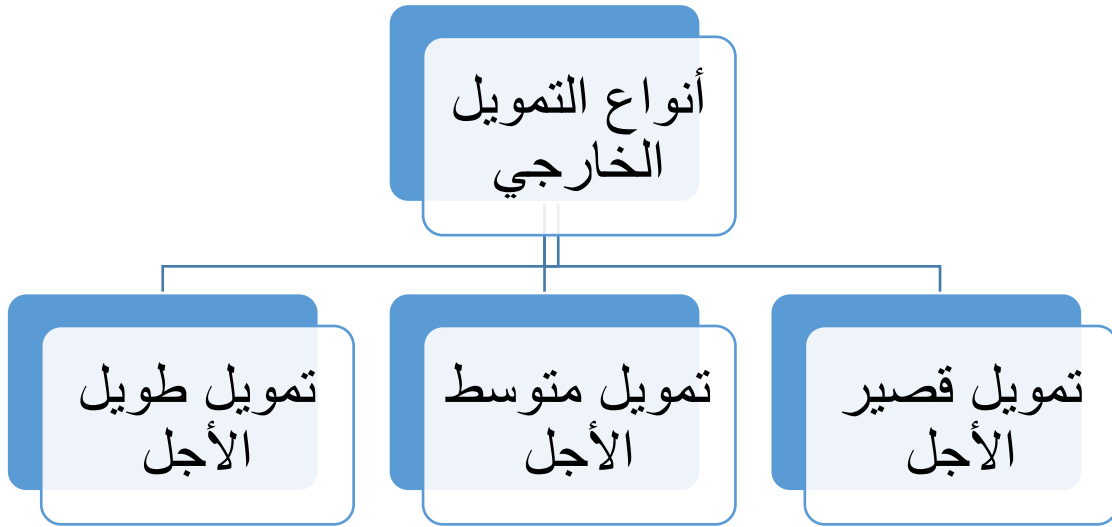 أنواع التمويل
الخارجي
تمويل قصير
الأجل
تمويل متوسط
الأجل
تمويل طويل
الأجل